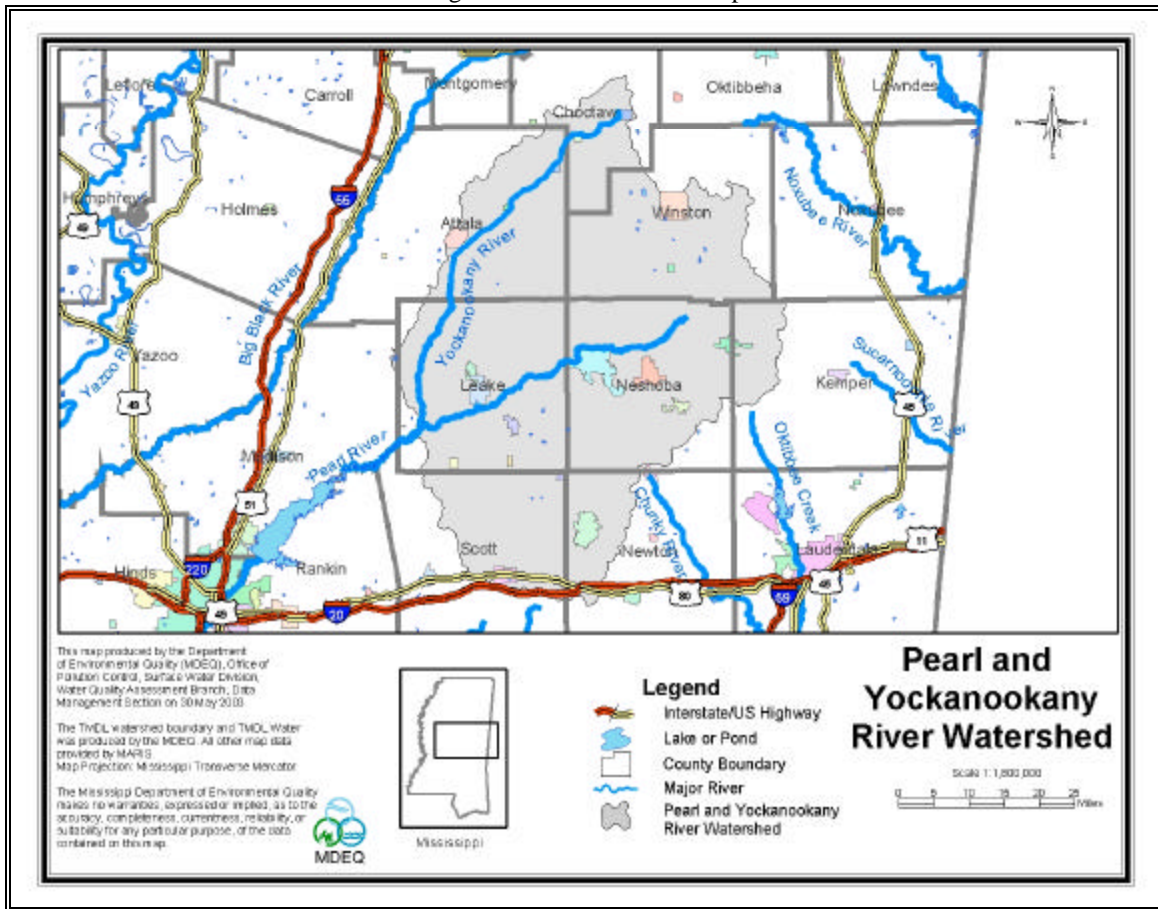 Leflore
Carroll
Montgomery
Choctaw
Oktibbeha
Lowndes
N
W
E
S
Humphreys
49
Holmes
55
Attala
Winston
Noxubee
Noxubee River
Yockanookany River
Big Black River
Yazoo River
Yazoo
49
Leake
Neshoba
Kemper
Sucarnoochie River
45
Pearl River
Madison
51
Oktibbee Creek
Chunky River
Scott
Newton
Lauderdale
11
Hinds
220
Rankin
49
20
80
59
45
This map produced by the Department
of Environmental Quality (MDEQ), Office of
Pollution Control, Surface Water Division,
Water Quality Assessment Branch, Data
Management Section on 30 May 2003
The TMDL watershed boundary and TMDL Water
was produced by the MDEQ. All other map data
provided by MARIS
Map Projection: Mississippi Transverse Mercator
The Mississippi Department of Environmental Quality
makes no warranties, expressed or implied, as to the
accuracy, completeness, currentness, reliability, or
suitability for any particular purpose, of the data
contained on this map.
MDEQ
Mississippi
Legend
Interstate/US Highway
Lake or Pond
County Boundary
Major River
Pearl and Yockanookany
River Watershed
Pearl and
Yockanookany
River Watershed
Scale 1:1,800,000
0 5 10 15 20 25
Miles